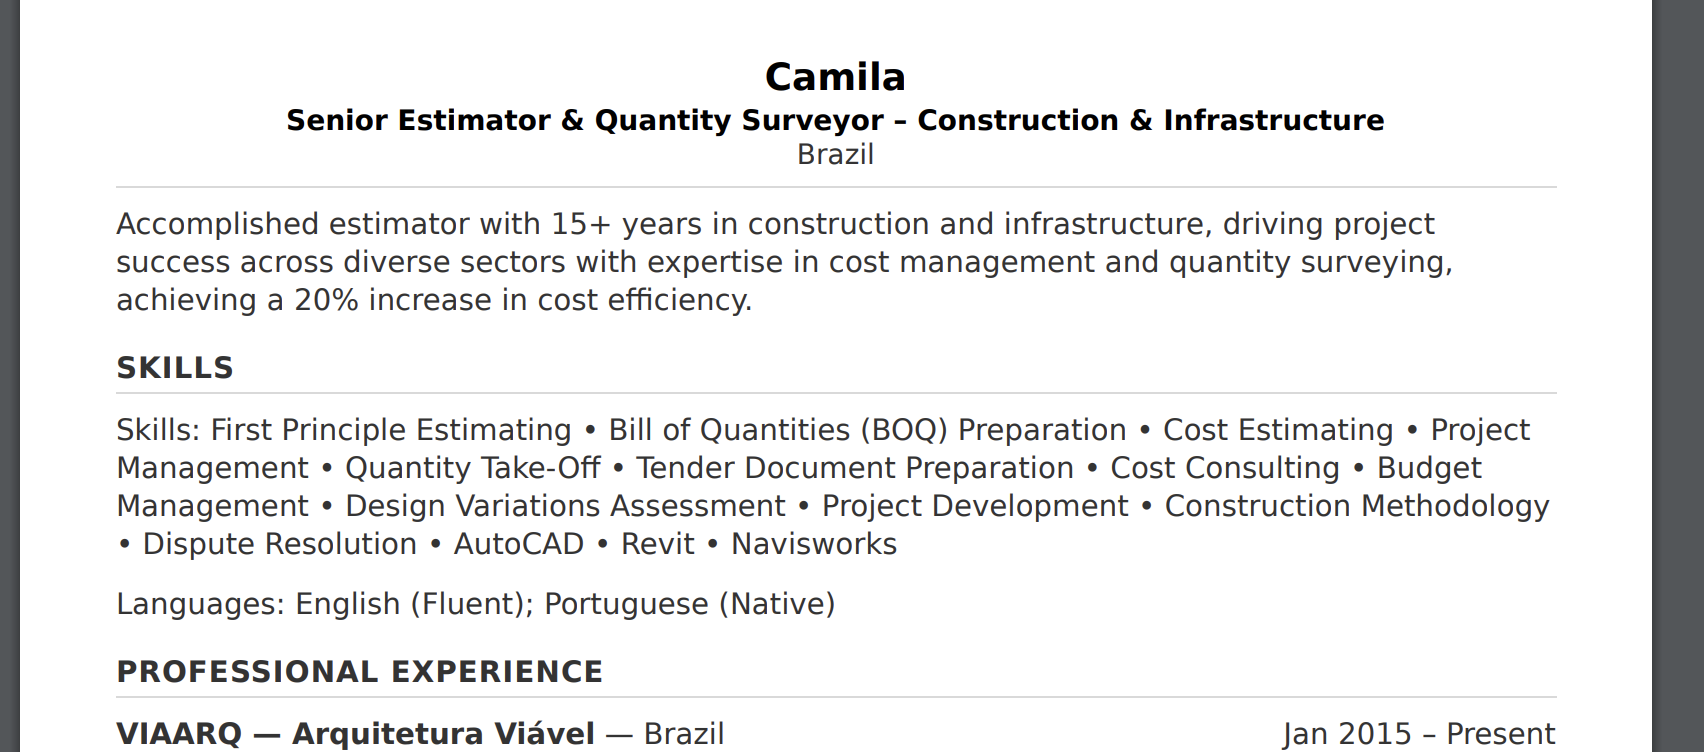 Camila
Senior Estimator & Quantity Surveyor – Construction & Infrastructure
Brazil
Accomplished estimator with 15+ years in construction and infrastructure, driving project
success across diverse sectors with expertise in cost management and quantity surveying,
achieving a 20% increase in cost efficiency.
SKILLS
Skills: First Principle Estimating • Bill of Quantities (BOQ) Preparation • Cost Estimating • Project
Management • Quantity Take-Off • Tender Document Preparation • Cost Consulting • Budget
Management • Design Variations Assessment • Project Development • Construction Methodology
• Dispute Resolution • AutoCAD • Revit • Navisworks
Languages: English (Fluent); Portuguese (Native)
PROFESSIONAL EXPERIENCE
VIAARQ — Arquitetura Viável — Brazil Jan 2015 – Present